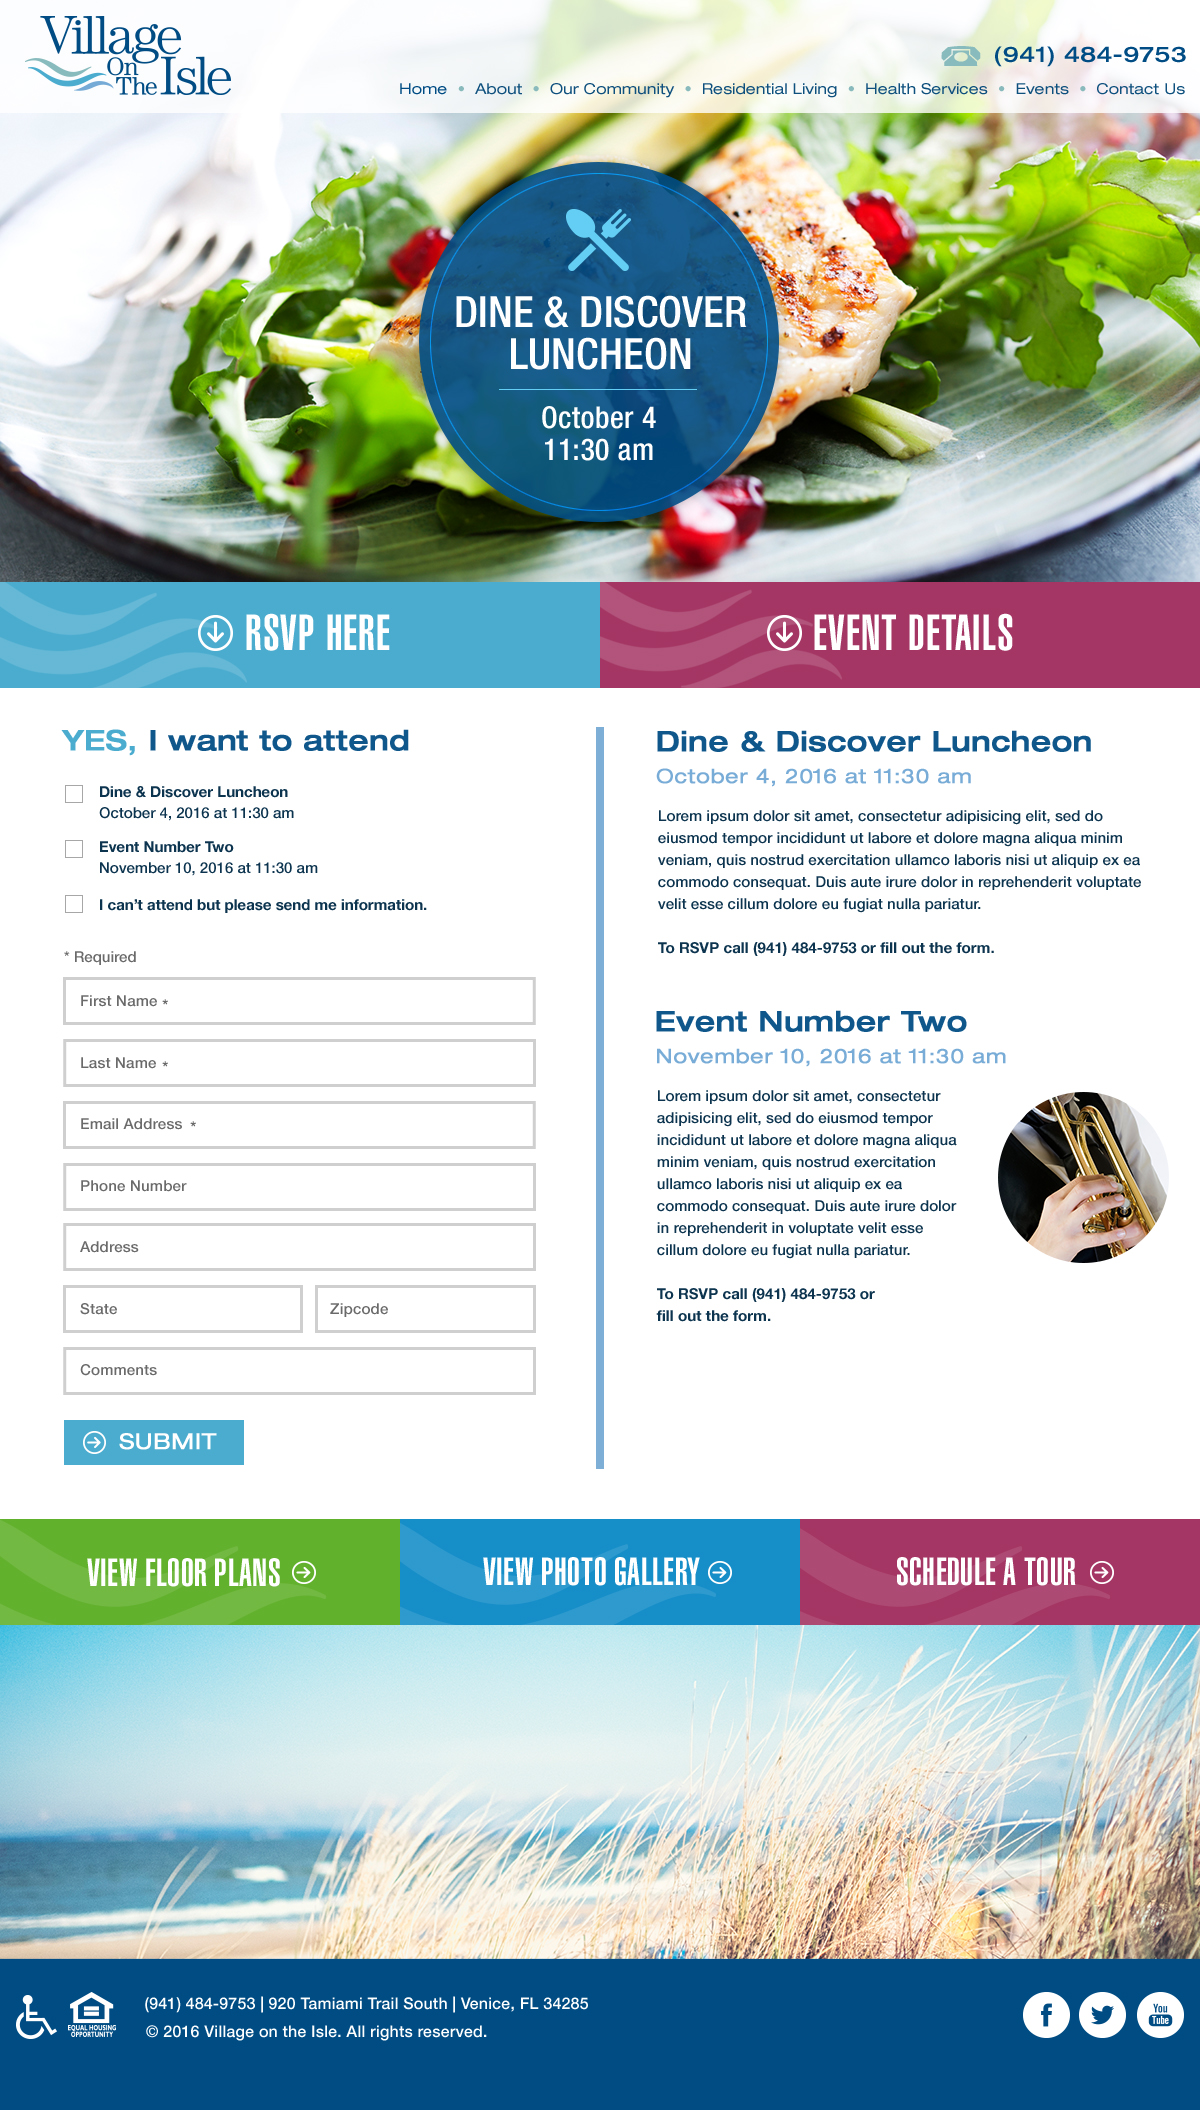 Village
On
The Isle
(941) 484-9753
Home • About • Our Community • Residential Living • Health Services • Events • Contact Us
DINE & DISCOVER
LUNCHEON
October 4
11:30 am
RSVP HERE
EVENT DETAILS
YES, I want to attend
Dine & Discover Luncheon
October 4, 2016 at 11:30 am
Event Number Two
November 10, 2016 at 11:30 am
I can't attend but please send me information.
* Required
First Name *
Last Name *
Email Address *
Phone Number
Address
State
Zipcode
Comments
SUBMIT
Dine & Discover Luncheon
October 4, 2016 at 11:30 am
Lorem ipsum dolor sit amet, consectetur adipisicing elit, sed do
eiusmod tempor incididunt ut labore et dolore magna aliqua minim
veniam, quis nostrud exercitation ullamco laboris nisi ut aliquip ex ea
commodo consequat. Duis aute irure dolor in reprehenderit voluptate
velit esse cillum dolore eu fugiat nulla pariatur.
To RSVP call (941) 484-9753 or fill out the form.
Event Number Two
November 10, 2016 at 11:30 am
Lorem ipsum dolor sit amet, consectetur
adipisicing elit, sed do eiusmod tempor
incididunt ut labore et dolore magna aliqua
minim veniam, quis nostrud exercitation
ullamco laboris nisi ut aliquip ex ea
commodo consequat. Duis aute irure dolor
in reprehenderit in voluptate velit esse
cillum dolore eu fugiat nulla pariatur.
To RSVP call (941) 484-9753 or
fill out the form.
VIEW FLOOR PLANS
VIEW PHOTO GALLERY
SCHEDULE A TOUR
EQUAL HOUSING
OPPORTUNITY
(941) 484-9753 | 920 Tamiami Trail South | Venice, FL 34285
© 2016 Village on the Isle. All rights reserved.
f
You
Tube